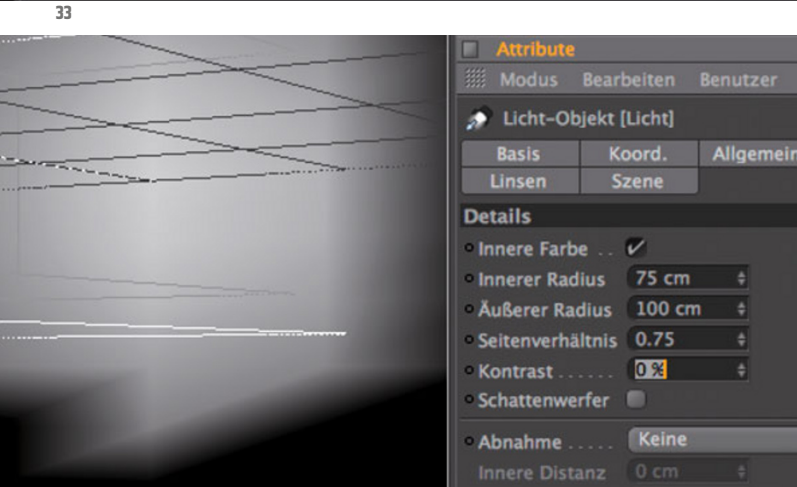 33
Attribute
Modus Bearbeiten Benutzer
Licht-Objekt [Licht]
Basis Koord. Allgemein
Linsen Szene
Details
Innere Farbe . .
Innerer Radius 75 cm
Äußerer Radius 100 cm
Seitenverhältnis 0.75
Kontrast . . . . . . 0 %
Schattenwerfer
Abnahme . . . . . Keine
Innere Distanz 0 cm